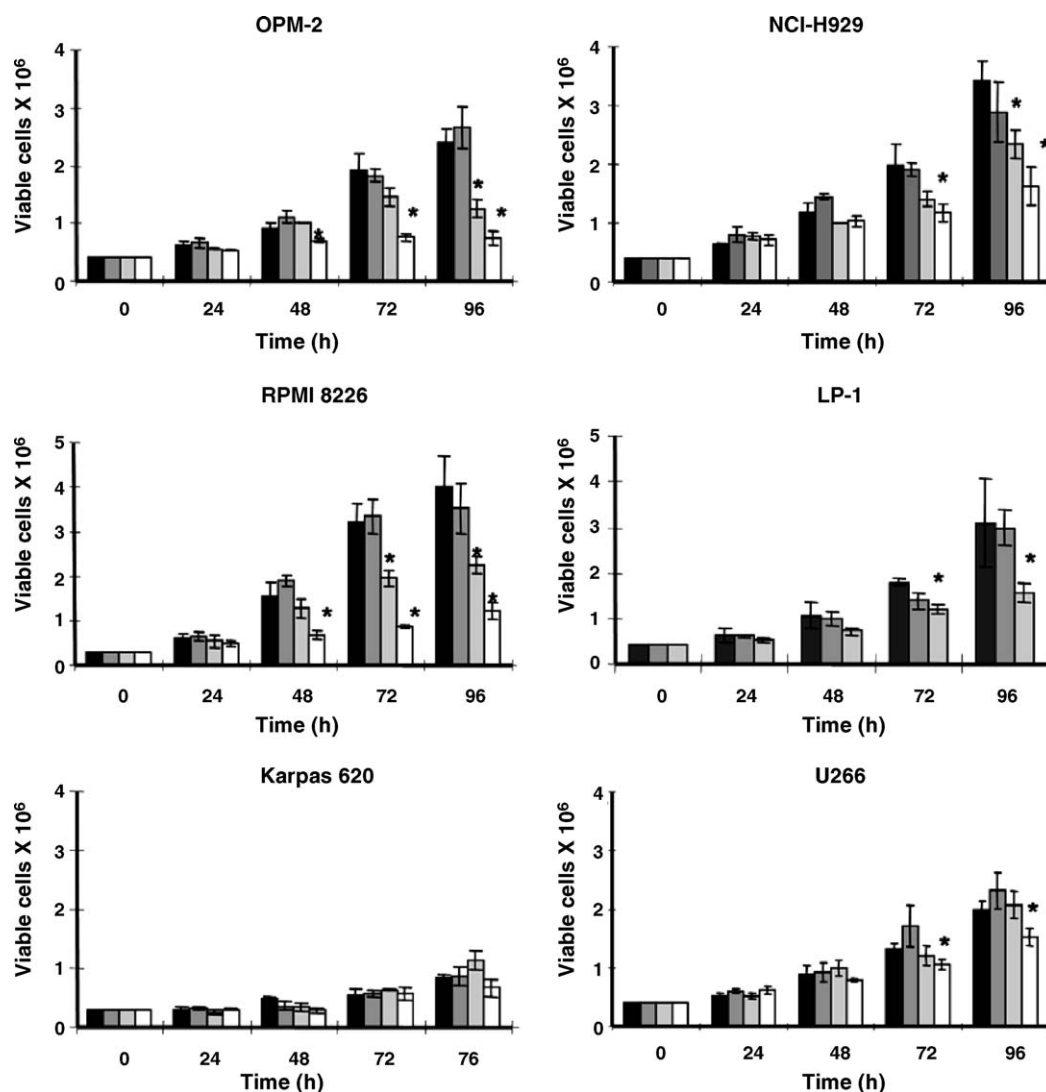 OPM-2
Viable cells X 10⁶
4
3
2
1
0
* * * *
0 24 48 72 96
Time (h)
NCI-H929
Viable cells X 10⁶
4
3
2
1
0
* * *
0 24 48 72 96
Time (h)
RPMI 8226
Viable cells X 10⁶
5
4
3
2
1
0
* * * * *
0 24 48 72 96
Time (h)
LP-1
Viable cells X 10⁶
5
4
3
2
1
0
* *
0 24 48 72 96
Time (h)
Karpas 620
Viable cells X 10⁶
4
3
2
1
0
0 24 48 72 76
Time (h)
U266
Viable cells X 10⁶
4
3
2
1
0
* *
0 24 48 72 96
Time (h)